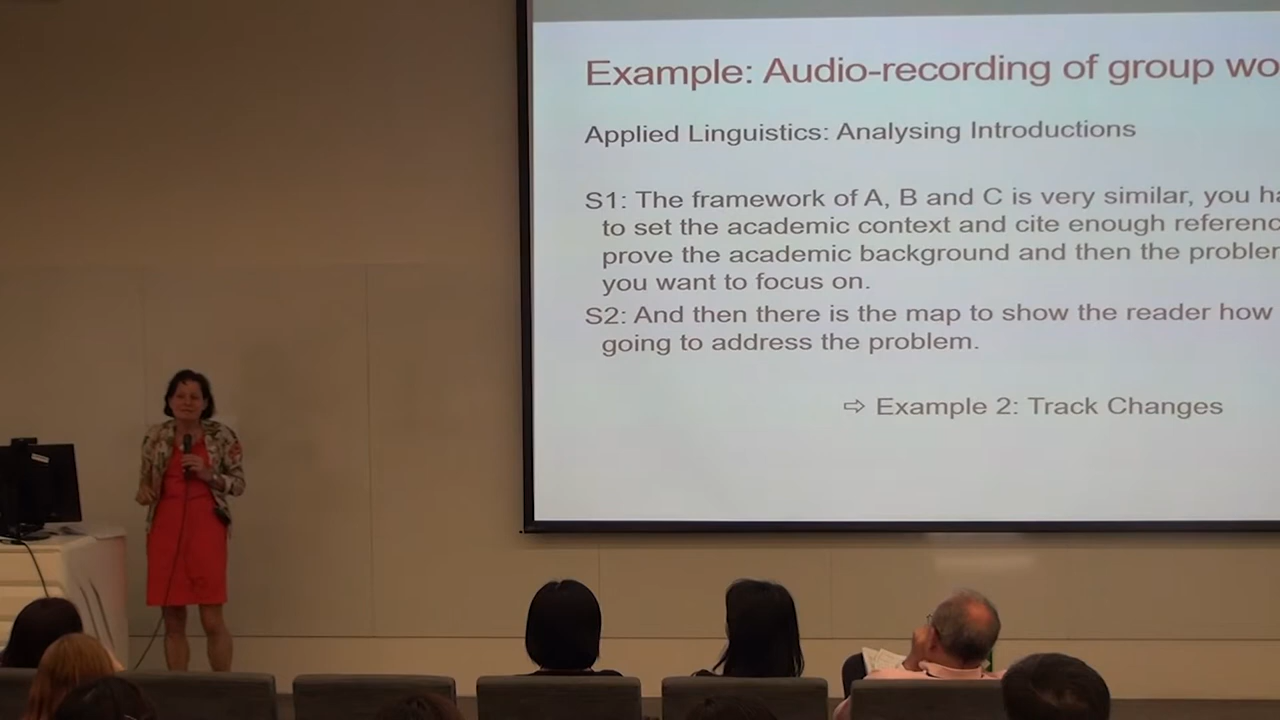 Example: Audio-recording of group wo
Applied Linguistics: Analysing Introductions
S1: The framework of A, B and C is very similar, you ha
to set the academic context and cite enough referenc
prove the academic background and then the problem
you want to focus on.
S2: And then there is the map to show the reader how
going to address the problem.
⇨ Example 2: Track Changes